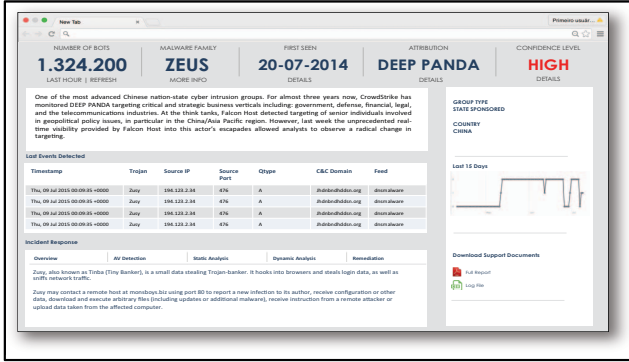 New Tab
Primeiro usuár...
NUMBER OF BOTS
MALWARE FAMILY
FIRST SEEN
ATTRIBUTION
CONFIDENCE LEVEL
1.324.200
ZEUS
20-07-2014
DEEP PANDA
HIGH
LAST HOUR | REFRESH
MORE INFO
DETAILS
DETAILS
DETAILS
One of the most advanced Chinese nation-state cyber intrusion groups. For almost three years now, CrowdStrike has
monitored DEEP PANDA targeting critical and strategic business verticals including: government, defense, financial, legal,
and the telecommunications industries. At the think tanks, Falcon Host detected targeting of senior individuals involved
in geopolitical policy issues, in particular in the China/Asia Pacific region. However, last week the unprecedented real-
time visibility provided by Falcon Host into this actor's escapades allowed analysts to observe a radical change in
targeting.
GROUP TYPE
STATE SPONSORED
COUNTRY
CHINA
Last Events Detected
Timestamp Trojan Source IP Source Port Qtype C&C Domain Feed
Thu, 09 Jul 2015 00:09:35 +0000 Zusy 194.123.2.34 476 A dnsmalware
Thu, 09 Jul 2015 00:09:35 +0000 Zusy 194.123.2.34 476 A dnsmalware
Thu, 09 Jul 2015 00:09:35 +0000 Zusy 194.123.2.34 476 A dnsmalware
Thu, 09 Jul 2015 00:09:35 +0000 Zusy 194.123.2.34 476 A dnsmalware
Last 15 Days
Incident Response
Overview AV Detection Static Analysis Dynamic Analysis Remediation
Zusy, also known as Tinba (Tiny Banker), is a small data stealing Trojan-banker. It hooks into browsers and steals login data, as well as
sniffs network traffic.
Zusy may contact a remote host at monsboys.biz using port 80 to report a new infection to its author, receive configuration or other
data, download and execute arbitrary files (including updates or additional malware), receive instruction from a remote attacker or
upload data taken from the affected computer.
Download Support Documents
Full Report
Log File